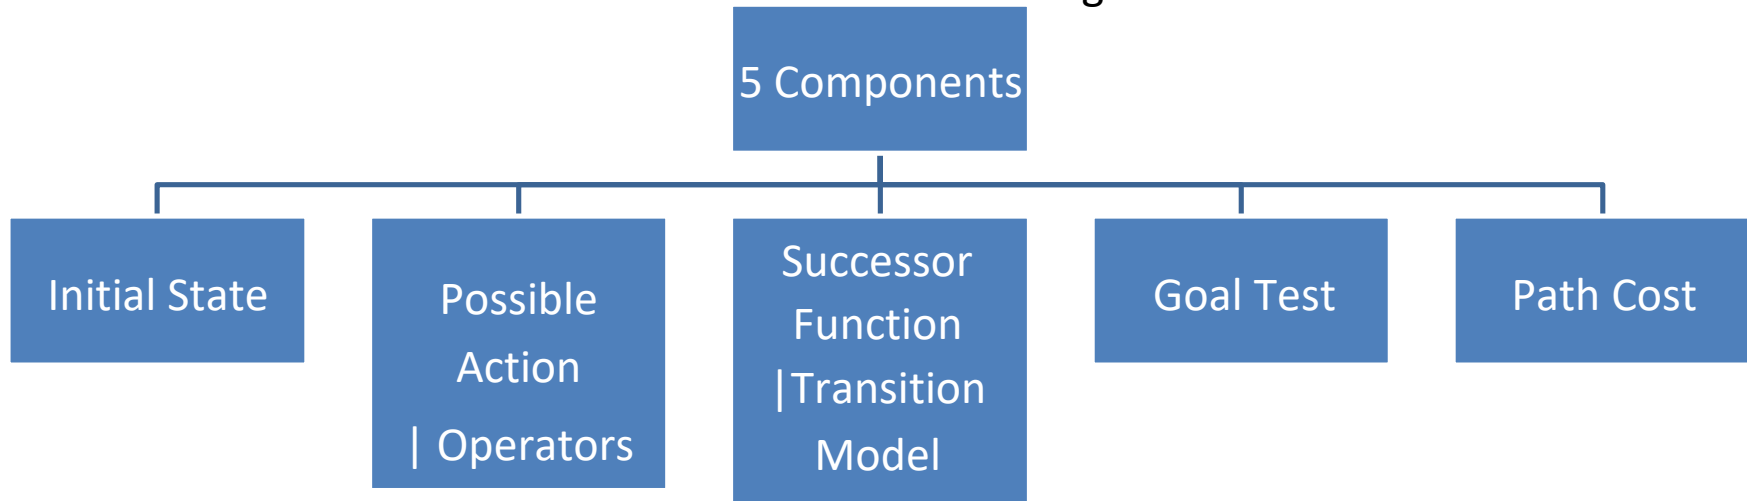 5 Components
Initial State
Possible
Action
| Operators
Successor
Function
|Transition
Model
Goal Test
Path Cost